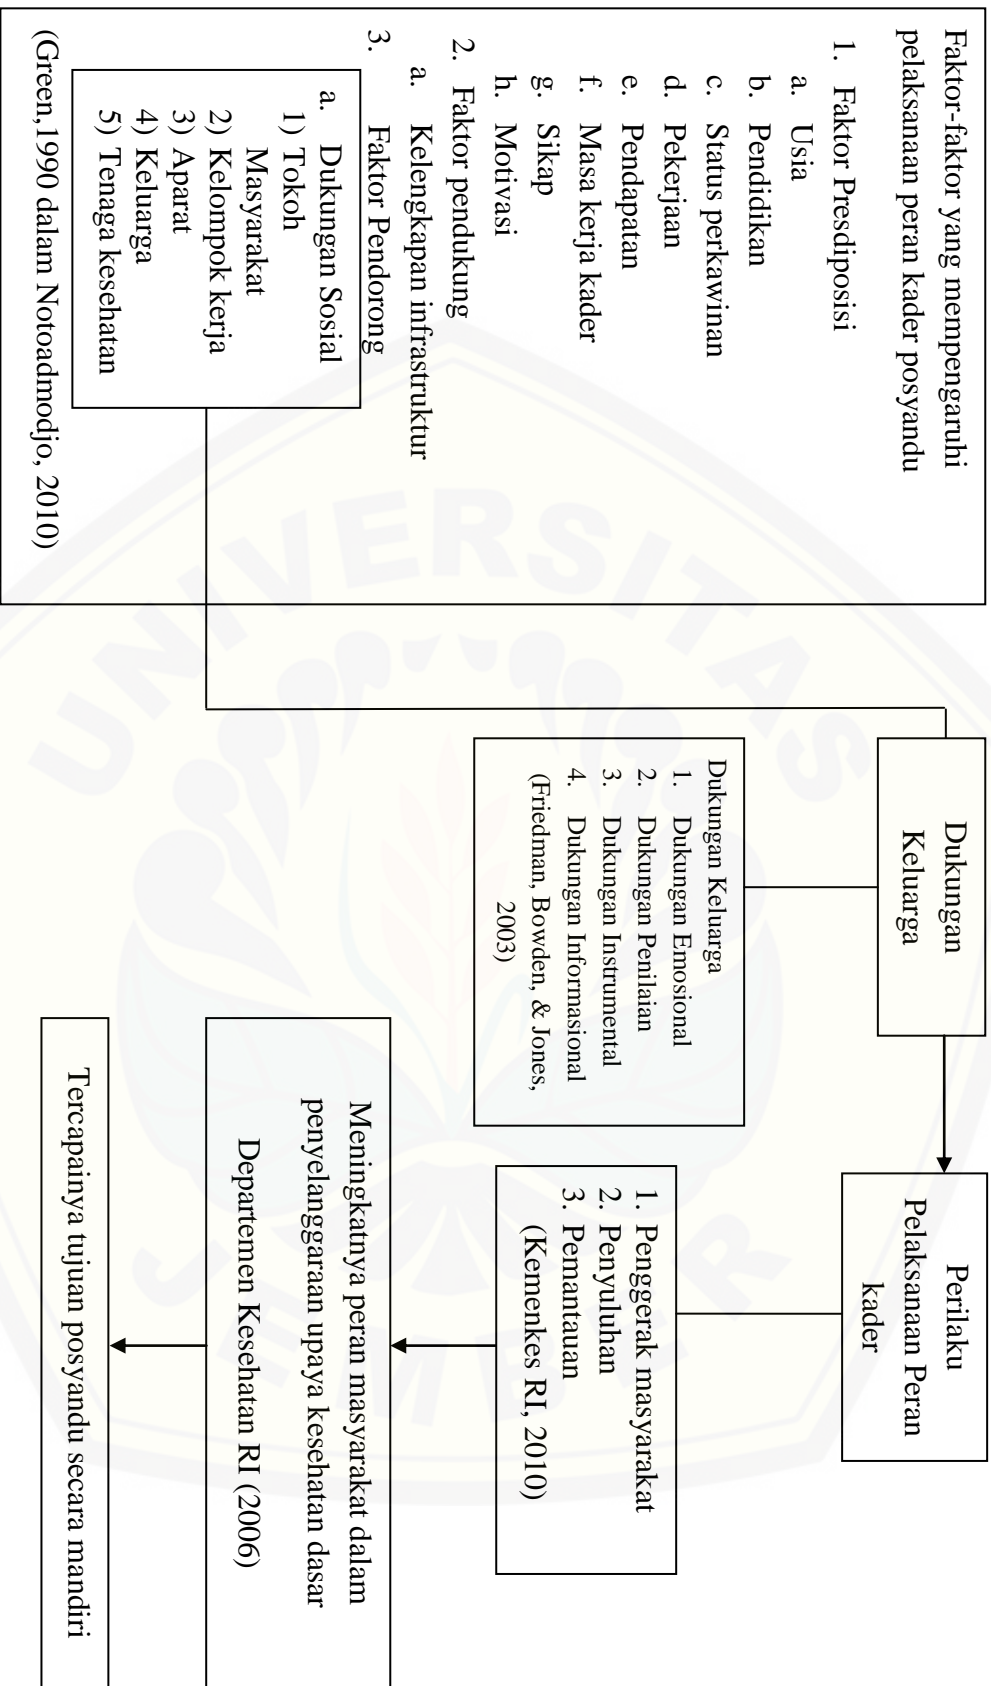 Faktor-faktor yang mempengaruhi
pelaksanaan peran kader posyandu
1. Faktor Presdiposisi
a. Usia
b. Pendidikan
c. Status perkawinan
d. Pekerjaan
e. Pendapatan
f. Masa kerja kader
g. Sikap
h. Motivasi
2. Faktor pendukung
a. Kelengkapan infrastruktur
3. Faktor Pendorong
a. Dukungan Sosial
1) Tokoh
Masyarakat
2) Kelompok kerja
3) Aparat
4) Keluarga
5) Tenaga kesehatan
(Green,1990 dalam Notoadmodjo, 2010)
Dukungan
Keluarga
Dukungan Keluarga
1. Dukungan Emosional
2. Dukungan Penilaian
3. Dukungan Instrumental
4. Dukungan Informasional
(Friedman, Bowden, & Jones,
2003)
Perilaku
Pelaksanaan Peran
kader
1. Penggerak masyarakat
2. Penyuluhan
3. Pemantauan
(Kemenkes RI, 2010)
Meningkatnya peran masyarakat dalam
penyelanggaraan upaya kesehatan dasar
Departemen Kesehatan RI (2006)
Tercapainya tujuan posyandu secara mandiri
UNIVERSITAS
JEMBER